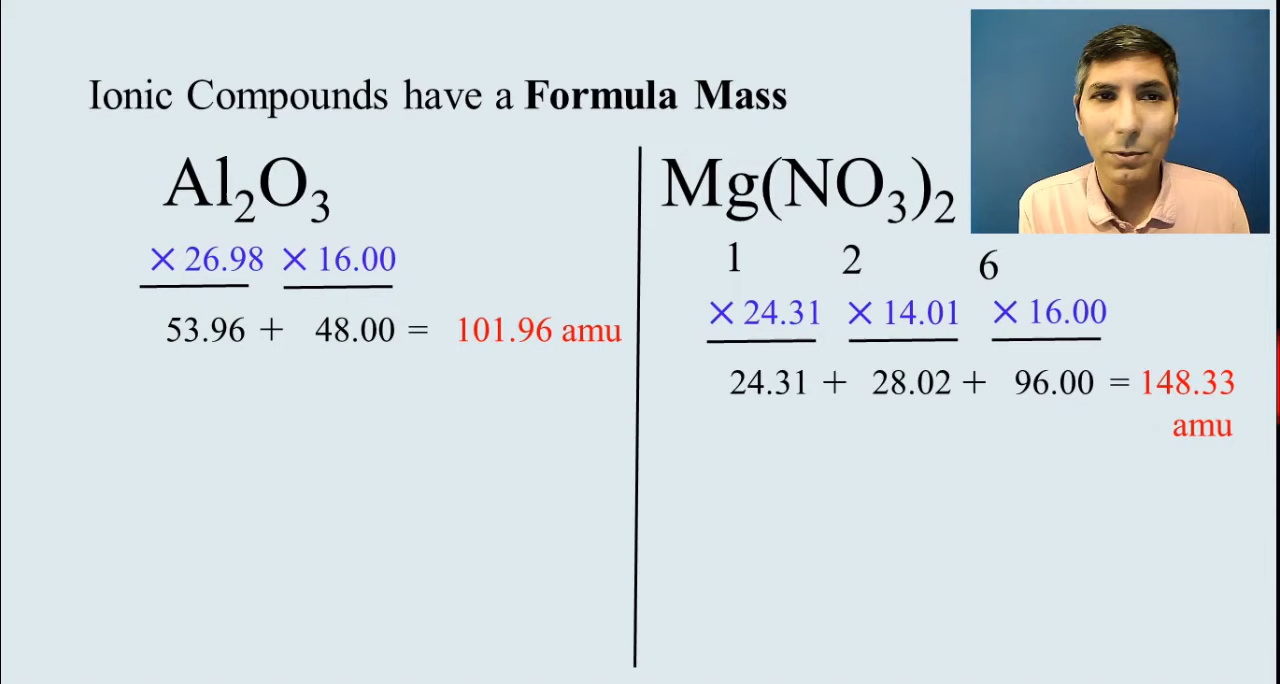 Ionic Compounds have a Formula Mass
Al₂O₃
× 26.98 × 16.00
53.96 + 48.00 = 101.96 amu
Mg(NO₃)₂
1 2 6
× 24.31 × 14.01 × 16.00
24.31 + 28.02 + 96.00 = 148.33
amu